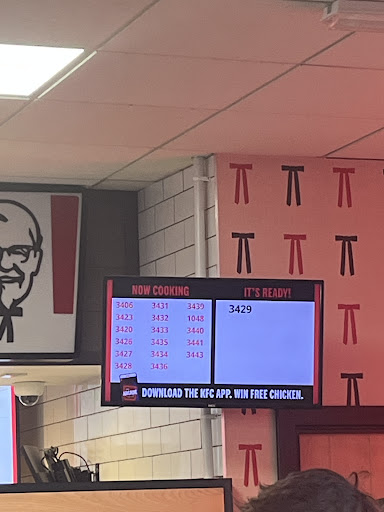 NOW COOKING IT'S READY!
3406 3431 3439 3429
3423 3432 1048
3420 3433 3440
3426 3435 3441
3427 3434 3443
3428 3436
DOWNLOAD THE KFC APP. WIN FREE CHICKEN.